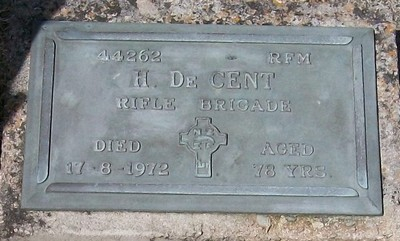 44262 RFM
H. De CENT
RIFLE BRIGADE
DIED AGED
17-8-1972 78 YRS.